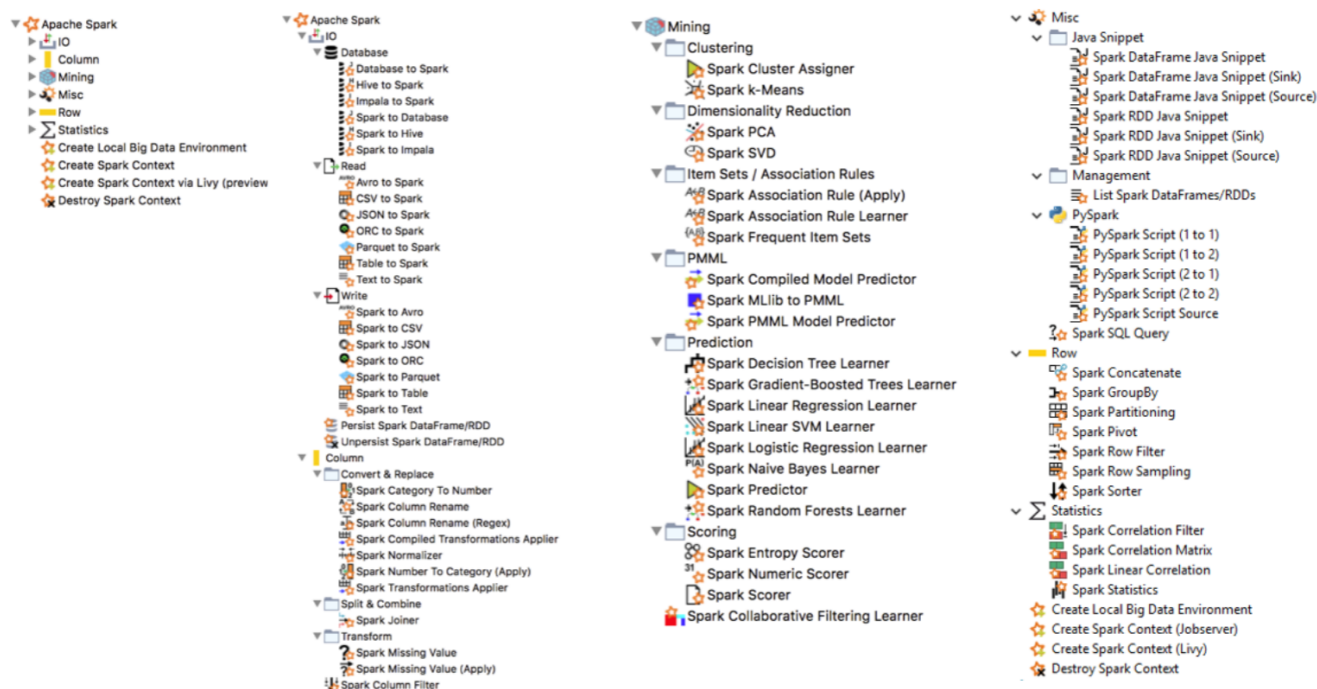 Apache Spark
IO
Column
Mining
Misc
Row
Statistics
Create Local Big Data Environment
Create Spark Context
Create Spark Context via Livy (preview
Destroy Spark Context
Apache Spark
IO
Database
Database to Spark
Hive to Spark
Impala to Spark
Spark to Database
Spark to Hive
Spark to Impala
Read
Avro to Spark
CSV to Spark
JSON to Spark
ORC to Spark
Parquet to Spark
Table to Spark
Text to Spark
Write
Spark to Avro
Spark to CSV
Spark to JSON
Spark to ORC
Spark to Parquet
Spark to Table
Spark to Text
Persist Spark DataFrame/RDD
Unpersist Spark DataFrame/RDD
Column
Convert & Replace
Spark Category To Number
Spark Column Rename
Spark Column Rename (Regex)
Spark Compiled Transformations Applier
Spark Normalizer
Spark Number To Category (Apply)
Spark Transformations Applier
Split & Combine
Spark Joiner
Transform
Spark Missing Value
Spark Missing Value (Apply)
Spark Column Filter
Mining
Clustering
Spark Cluster Assigner
Spark k-Means
Dimensionality Reduction
Spark PCA
Spark SVD
Item Sets / Association Rules
Spark Association Rule (Apply)
Spark Association Rule Learner
Spark Frequent Item Sets
PMML
Spark Compiled Model Predictor
Spark MLlib to PMML
Spark PMML Model Predictor
Prediction
Spark Decision Tree Learner
Spark Gradient-Boosted Trees Learner
Spark Linear Regression Learner
Spark Linear SVM Learner
Spark Logistic Regression Learner
Spark Naive Bayes Learner
Spark Predictor
Spark Random Forests Learner
Scoring
Spark Entropy Scorer
Spark Numeric Scorer
Spark Scorer
Spark Collaborative Filtering Learner
Misc
Java Snippet
Spark DataFrame Java Snippet
Spark DataFrame Java Snippet (Sink)
Spark DataFrame Java Snippet (Source)
Spark RDD Java Snippet
Spark RDD Java Snippet (Sink)
Spark RDD Java Snippet (Source)
Management
List Spark DataFrames/RDDs
PySpark
PySpark Script (1 to 1)
PySpark Script (1 to 2)
PySpark Script (2 to 1)
PySpark Script (2 to 2)
PySpark Script Source
Spark SQL Query
Row
Spark Concatenate
Spark GroupBy
Spark Partitioning
Spark Pivot
Spark Row Filter
Spark Row Sampling
Spark Sorter
Statistics
Spark Correlation Filter
Spark Correlation Matrix
Spark Linear Correlation
Spark Statistics
Create Local Big Data Environment
Create Spark Context (Jobserver)
Create Spark Context (Livy)
Destroy Spark Context